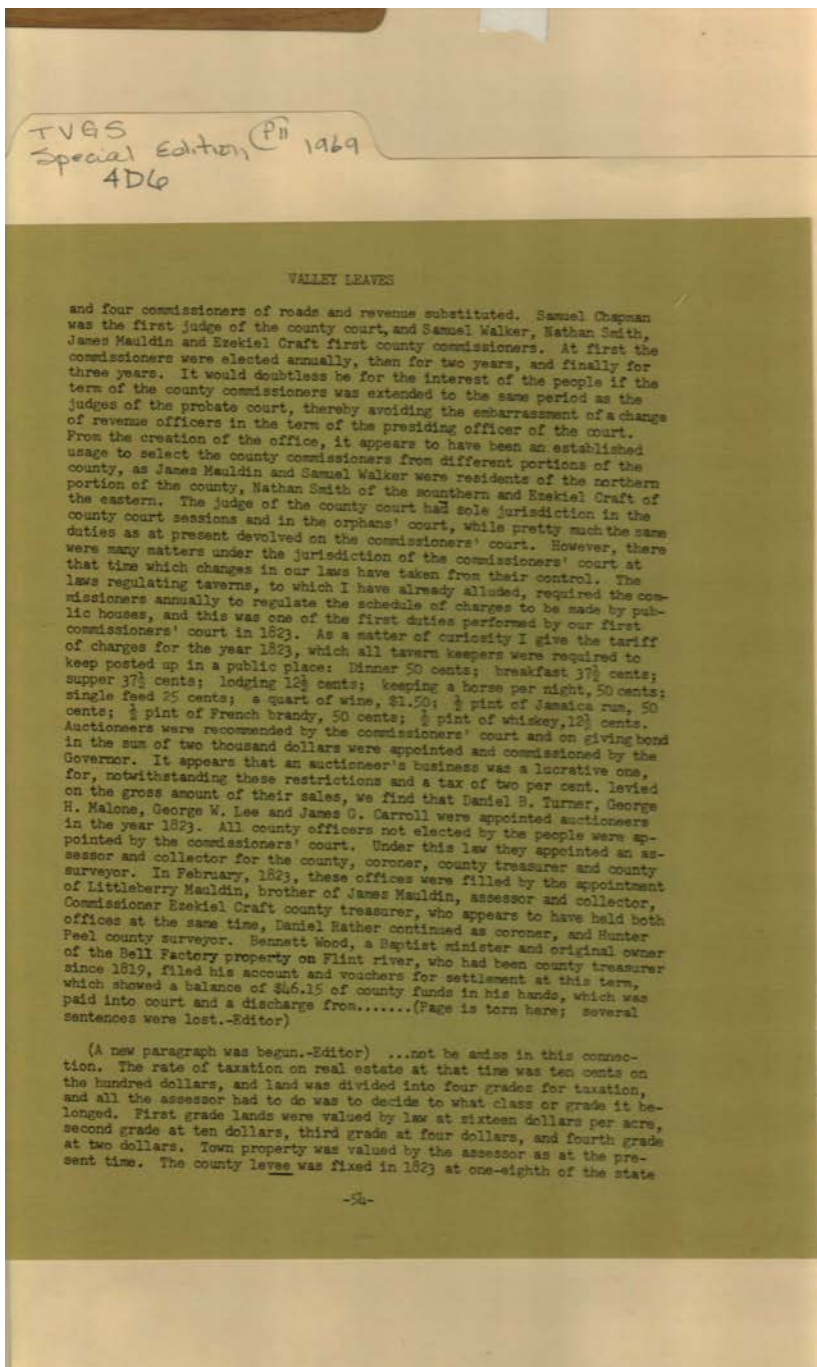 TVGS
Special Edition, P11 1969
4D6
VALLEY LEAVES
and four commissioners of roads and revenue substituted. Samuel Chapman
was the first judge of the county court, and Samuel Walker, Nathan Smith,
James Mauldin and Ezekiel Craft first county commissioners. At first the
commissioners were elected annually, then for two years, and finally for
three years. It would doubtless be for the interest of the people if the
term of the county commissioners was extended to the same period as the
judges of the probate court, thereby avoiding the embarrassment of a change
of revenue officers in the term of the presiding officer of the court.
From the creation of the office, it appears to have been an established
usage to select the county commissioners from different portions of the
county, as James Mauldin and Samuel Walker were residents of the northern
portion of the county, Nathan Smith of the sounthern and Ezekiel Craft of
the eastern. The judge of the county court had sole jurisdiction in the
county court sessions and in the orphans' court, while pretty much the same
duties as at present devolved on the commissioners' court. However, there
were many matters under the jurisdiction of the commissioners' court at
that time which changes in our laws have taken from their control. The
laws regulating taverns, to which I have already alluded, required the com-
missioners annually to regulate the schedule of charges to be made by pub-
lic houses, and this was one of the first duties performed by our first
commissioners' court in 1823. As a matter of curiosity I give the tariff
of charges for the year 1823, which all tavern keepers were required to
keep posted up in a public place: Dinner 50 cents; breakfast 37½ cents;
supper 37½ cents; lodging 12½ cents; keeping a horse per night, 50 cents;
single feed 25 cents; a quart of wine, $1.50; ½ pint of Jamaica rum, 50
cents; ½ pint of French brandy, 50 cents; ½ pint of whiskey, 12½ cents.
Auctioneers were recommended by the commissioners' court and on giving bond
in the sum of two thousand dollars were appointed and commissioned by the
Governor. It appears that an auctioneer's business was a lucrative one,
for, notwithstanding these restrictions and a tax of two per cent. levied
on the gross amount of their sales, we find that Daniel B. Turner, George
H. Malone, George W. Lee and James G. Carroll were appointed auctioneers
in the year 1823. All county officers not elected by the people were ap-
pointed by the commissioners' court. Under this law they appointed an as-
sessor and collector for the county, coroner, county treasurer and county
surveyor. In February, 1823, these offices were filled by the appointment
of Littleberry Mauldin, brother of James Mauldin, assessor and collector,
Commissioner Ezekiel Craft county treasurer, who appears to have held both
offices at the same time, Daniel Rather continued as coroner, and Hunter
Peel county surveyor. Bennett Wood, a Baptist minister and original owner
of the Bell Factory property on Flint river, who had been county treasurer
since 1819, filed his account and vouchers for settlement at this term,
which showed a balance of $46.15 of county funds in his hands, which was
paid into court and a discharge from.......(Page is torn here; several
sentences were lost.-Editor)
(A new paragraph was begun.-Editor) ...not be amiss in this connec-
tion. The rate of taxation on real estate at that time was ten cents on
the hundred dollars, and land was divided into four grades for taxation,
and all the assessor had to do was to decide to what class or grade it be-
longed. First grade lands were valued by law at sixteen dollars per acre,
second grade at ten dollars, third grade at four dollars, and fourth grade
at two dollars. Town property was valued by the assessor as at the pre-
sent time. The county levee was fixed in 1823 at one-eighth of the state
-54-